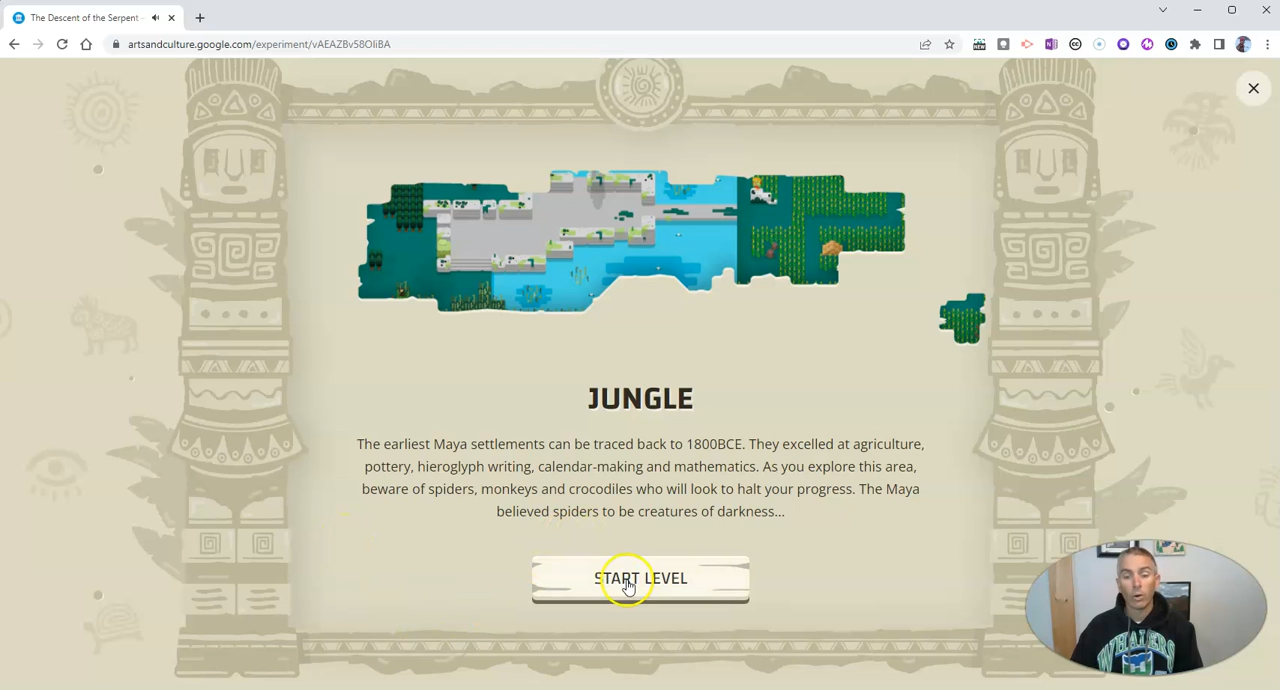 The Descent of the Serpent -
artsandculture.google.com/experiment/vAEAZBv58OIiBA
NEW
JUNGLE
The earliest Maya settlements can be traced back to 1800BCE. They excelled at agriculture,
pottery, hieroglyph writing, calendar-making and mathematics. As you explore this area,
beware of spiders, monkeys and crocodiles who will look to halt your progress. The Maya
believed spiders to be creatures of darkness...
START LEVEL
WHALERS